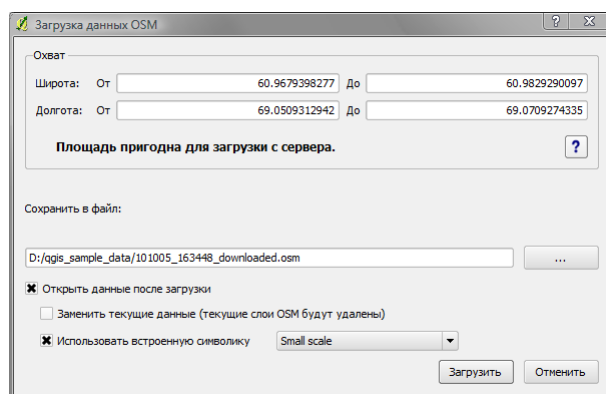 Загрузка данных OSM
Охват
Широта: От 60.9679398277 До 60.9829290097
Долгота: От 69.0509312942 До 69.0709274335
Площадь пригодна для загрузки с сервера.
Сохранить в файл:
D:/qgis_sample_data/101005_163448_downloaded.osm ...
Открыть данные после загрузки
Заменить текущие данные (текущие слои OSM будут удалены)
Использовать встроенную символику Small scale
Загрузить Отменить